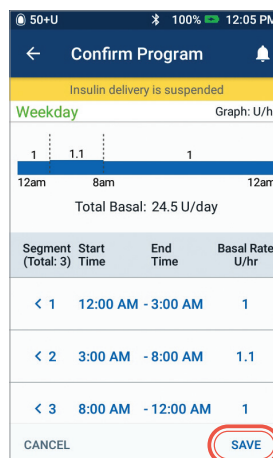 50+U 100% 12:05 PM
Confirm Program
Insulin delivery is suspended
Weekday Graph: U/h
1 1.1 1
12am 8am 12am
Total Basal: 24.5 U/day
Segment Start End Basal Rate
(Total: 3) Time Time U/hr
< 1 12:00 AM - 3:00 AM 1
< 2 3:00 AM - 8:00 AM 1.1
< 3 8:00 AM - 12:00 AM 1
CANCEL SAVE